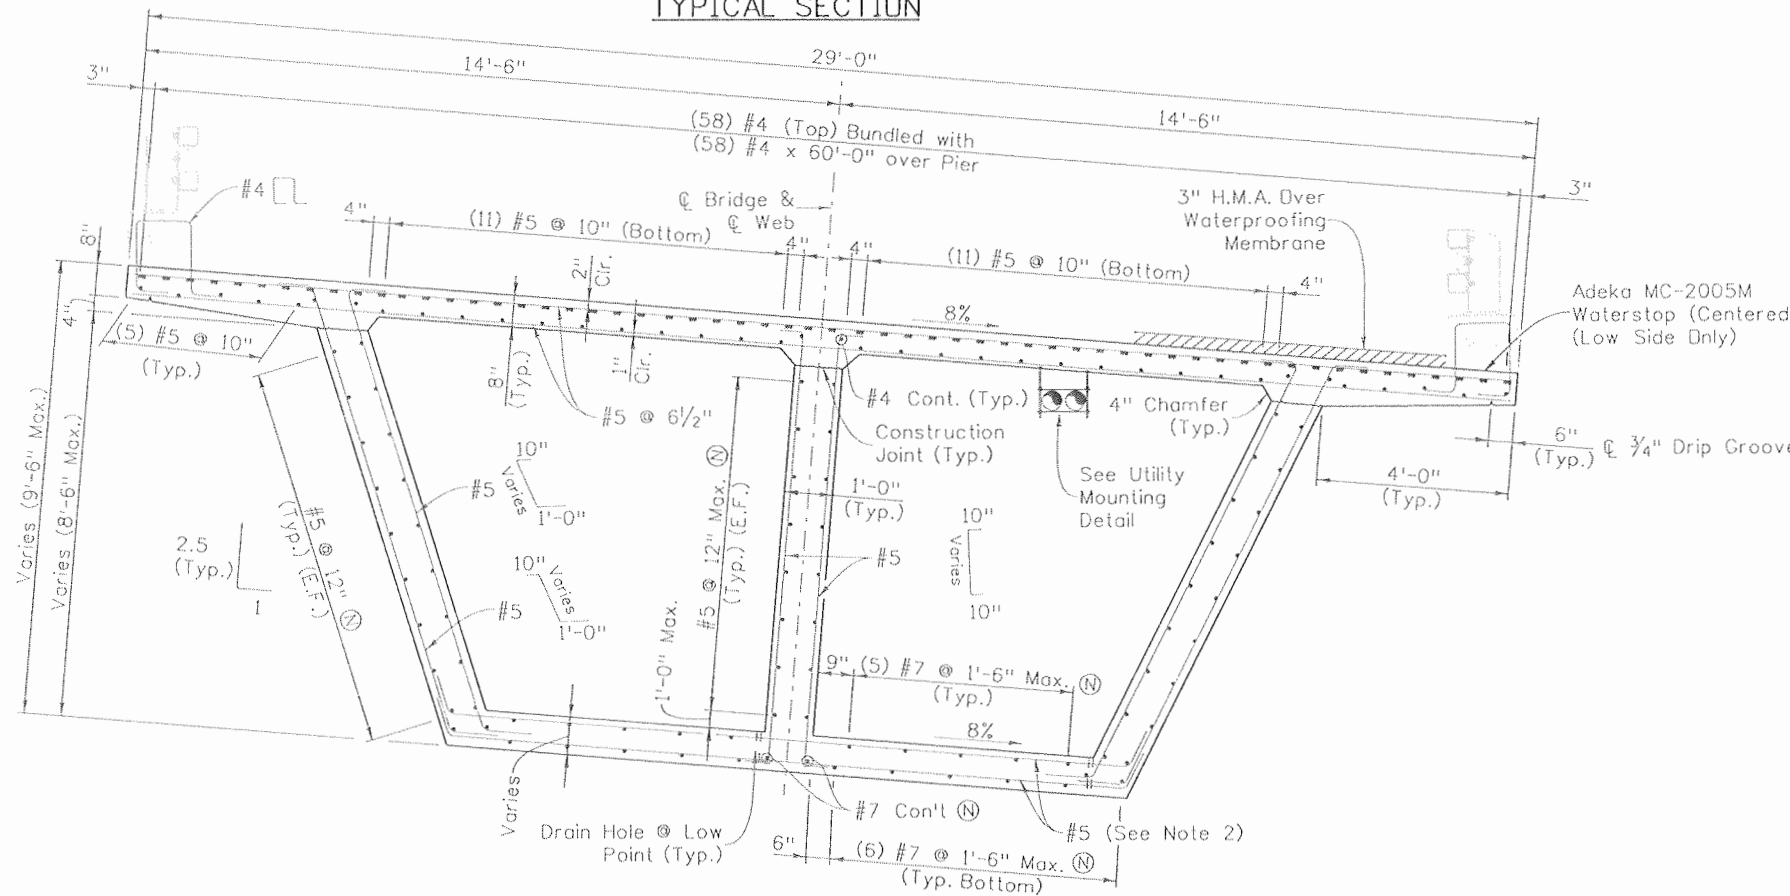 TYPICAL SECTION
29'-0"
14'-6"
14'-6"
3"
3"
(58) #4 (Top) Bundled with
(58) #4 x 60'-0" over Pier
#4
℄ Bridge &
℄ Web
3" H.M.A. Over
Waterproofing
Membrane
4"
(11) #5 @ 10" (Bottom)
4"
4"
(11) #5 @ 10" (Bottom)
4"
8"
2"
Clr.
8%
Adeka MC-2005M
Waterstop (Centered)
(Low Side Only)
4"
(5) #5 @ 10"
(Typ.)
8"
(Typ.)
1"
Clr.
#5 @ 6½"
#4 Cont. (Typ.)
Construction
Joint (Typ.)
4" Chamfer
(Typ.)
6"
(Typ.)
℄ ¾" Drip Groove
4'-0"
(Typ.)
See Utility
Mounting
Detail
Varies (9'-6" Max.)
Varies (8'-6" Max.)
2.5
(Typ.)
1
#5 @ 12" Ⓝ
(Typ.) (E.F.)
#5
10"
Varies
1'-0"
10"
Varies
1'-0"
#5
#5 @ 12" Max. Ⓝ
(Typ.) (E.F.)
1'-0"
(Typ.)
#5
10"
Varies
10"
1'-0" Max.
9"
(5) #7 @ 1'-6" Max. Ⓝ
(Typ.)
8%
Varies
Drain Hole @ Low
Point (Typ.)
#7 Con't Ⓝ
#5 (See Note 2)
6"
(6) #7 @ 1'-6" Max. Ⓝ
(Typ. Bottom)